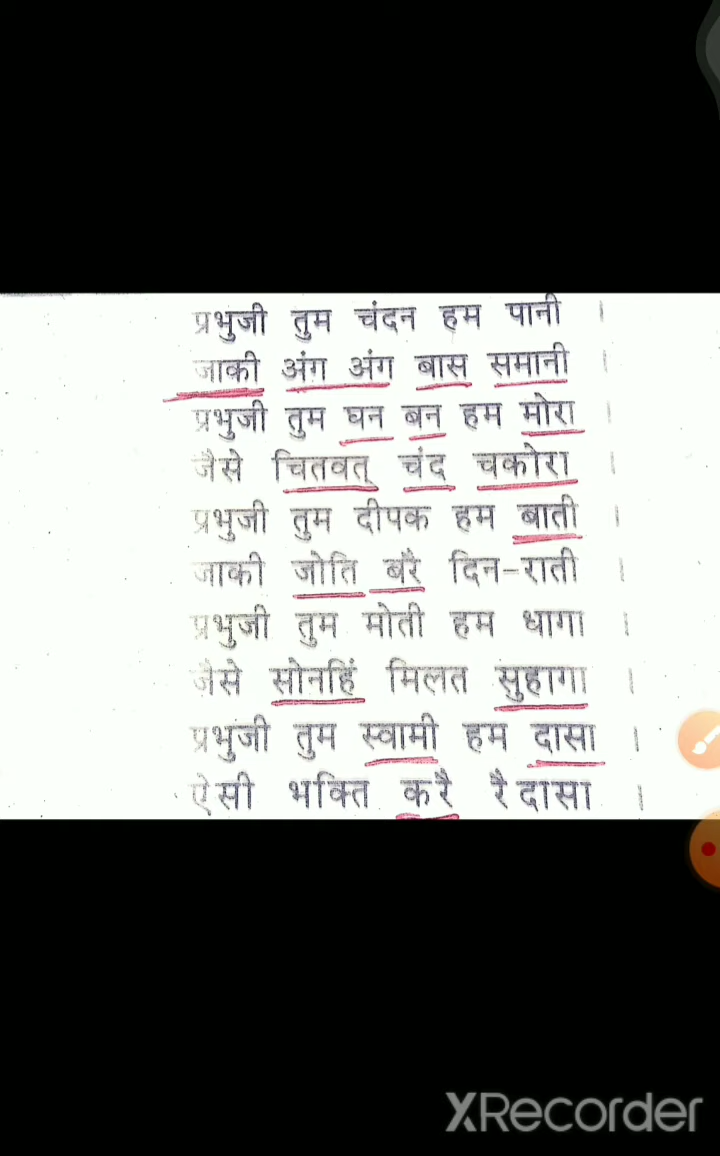 प्रभुजी तुम चंदन हम पानी ।
जाकी अंग अंग बास समानी ।
प्रभुजी तुम घन बन हम मोरा ।
जैसे चितवत् चंद चकोरा ।
प्रभुजी तुम दीपक हम बाती ।
जाकी जोति बरै दिन-राती ।
प्रभुजी तुम मोती हम धागा ।
जैसे सोनहिं मिलत सुहागा ।
प्रभुजी तुम स्वामी हम दासा ।
ऐसी भक्ति करै रैदासा ।
XRecorder